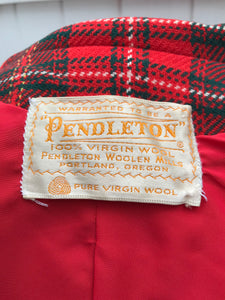 WARRANTED TO BE A
"PENDLETON"
100% VIRGIN WOOL
PENDLETON WOOLEN MILLS
PORTLAND, OREGON
PURE VIRGIN WOOL